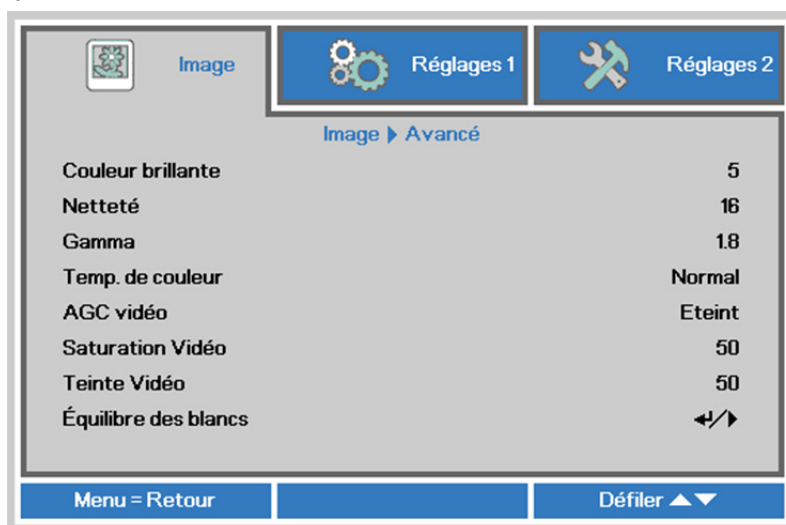 Image
Réglages 1
Réglages 2
Image ▶ Avancé
Couleur brillante 5
Netteté 16
Gamma 1.8
Temp. de couleur Normal
AGC vidéo Eteint
Saturation Vidéo 50
Teinte Vidéo 50
Équilibre des blancs ↵/▶
Menu = Retour
Défiler ▲▼